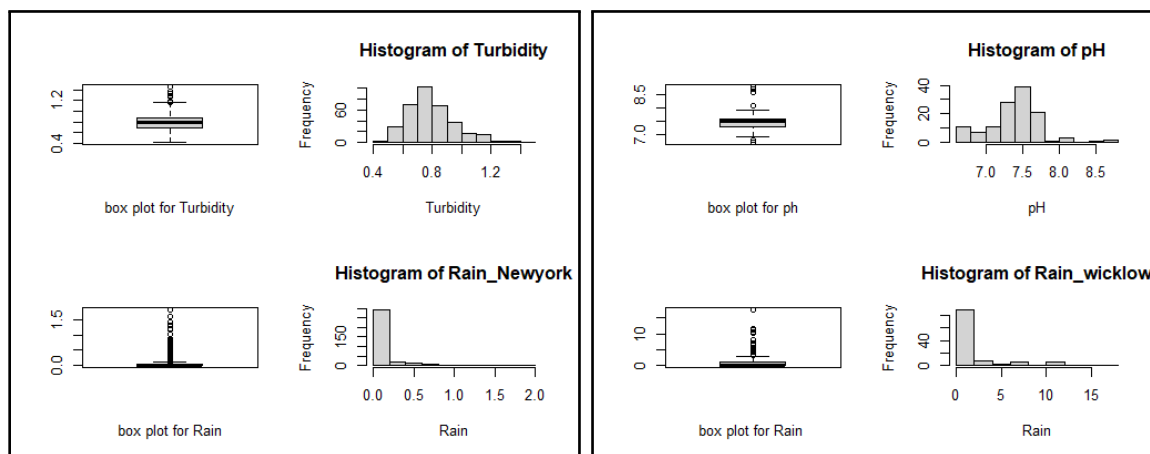 Histogram of Turbidity
1.2
0.4
Frequency
60
0
0.4 0.8 1.2
box plot for Turbidity
Turbidity
Histogram of Rain_Newyork
1.5
0.0
Frequency
150
0
0.0 0.5 1.0 1.5 2.0
box plot for Rain
Rain
Histogram of pH
8.5
7.0
Frequency
40
20
0
7.0 7.5 8.0 8.5
box plot for ph
pH
Histogram of Rain_wicklow
10
0
Frequency
40
0
0 5 10 15
box plot for Rain
Rain